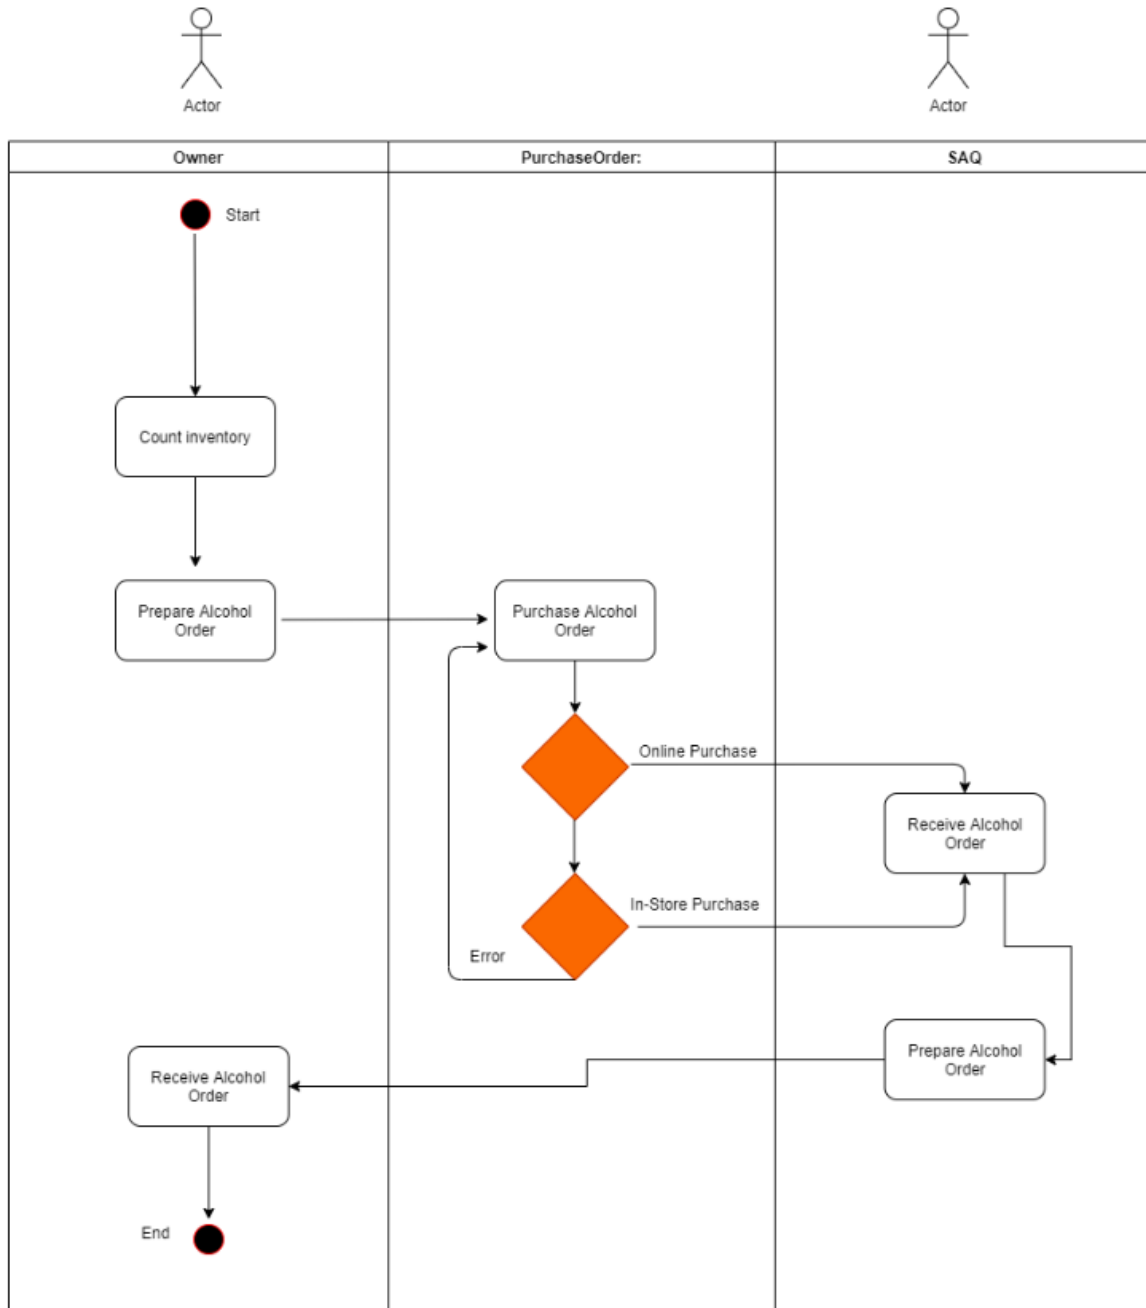 Actor
Actor
Owner
PurchaseOrder:
SAQ
Start
Count inventory
Prepare Alcohol
Order
Purchase Alcohol
Order
Online Purchase
Receive Alcohol
Order
In-Store Purchase
Error
Prepare Alcohol
Order
Receive Alcohol
Order
End